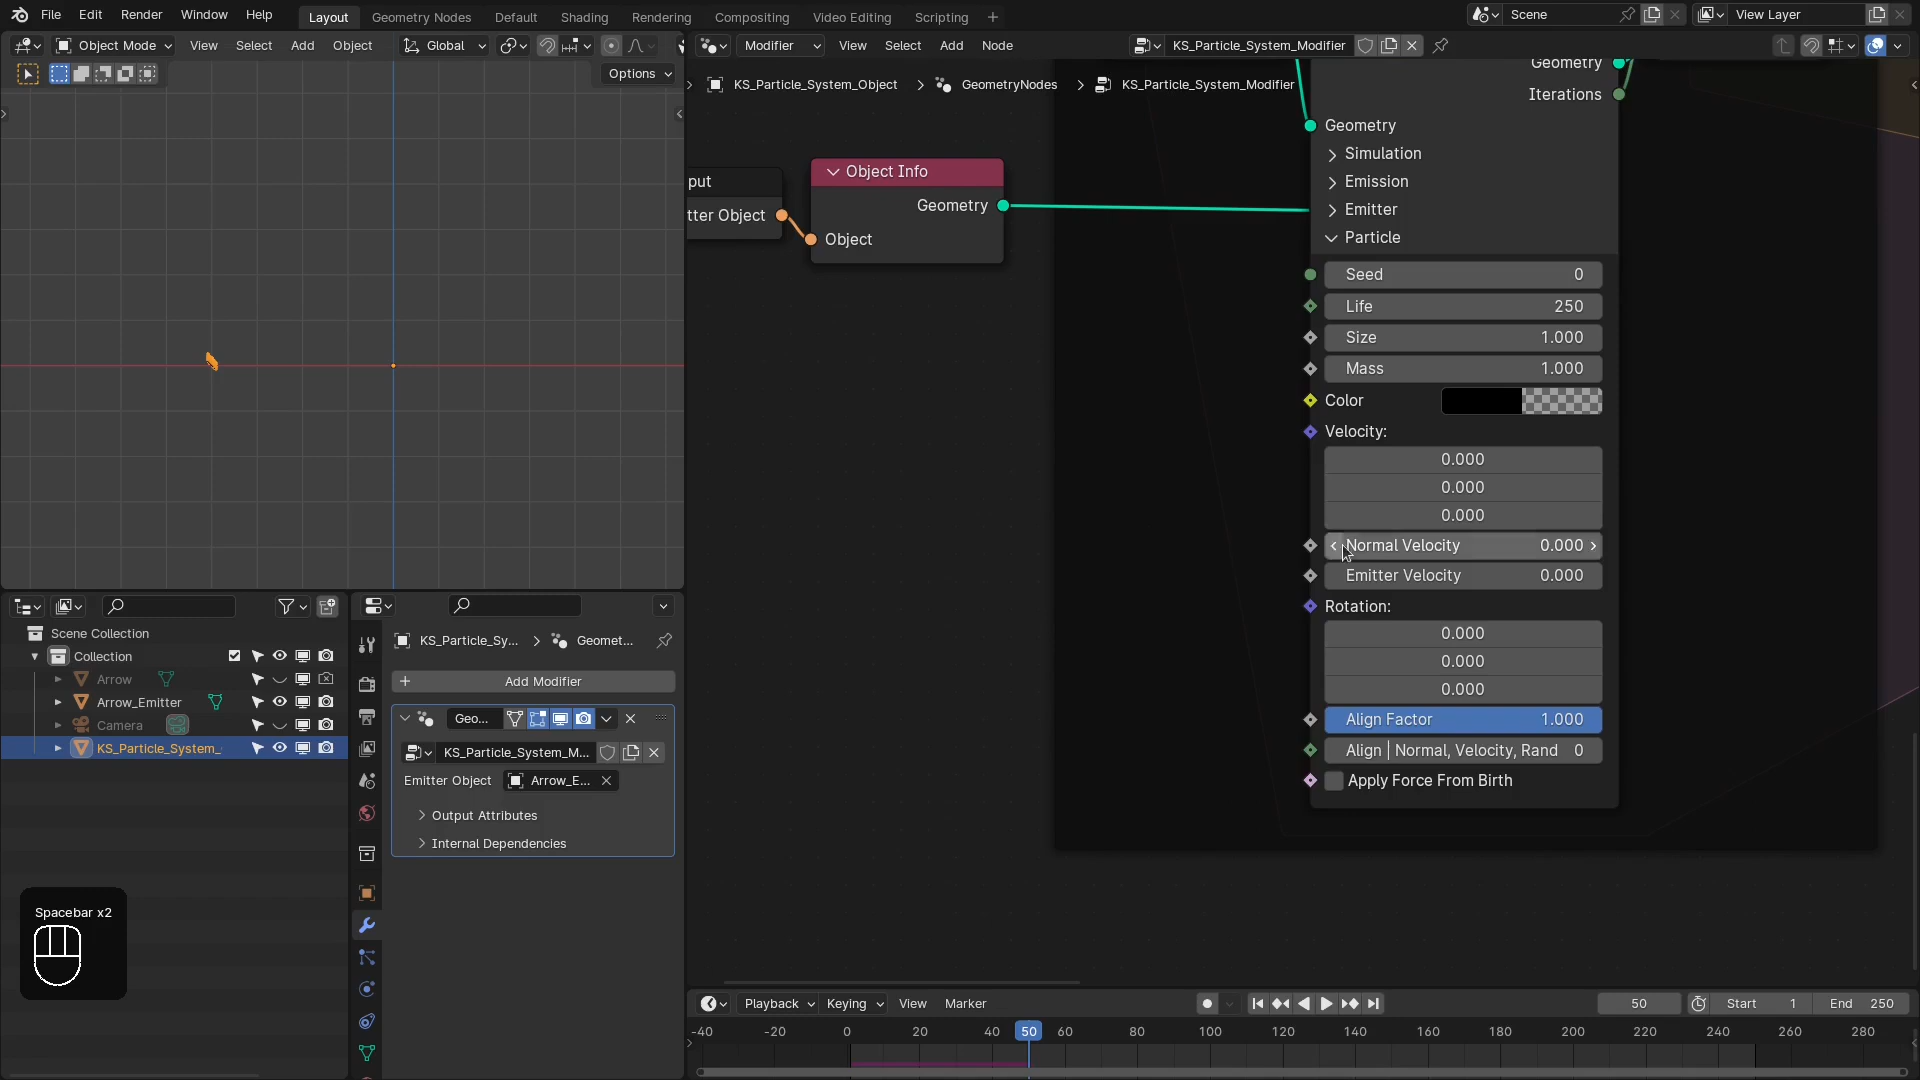 File Edit Render Window Help Layout Geometry Nodes Default Shading Rendering Compositing Video Editing Scripting Scene View Layer
Object Mode View Select Add Object Global
Options
Modifier View Select Add Node KS_Particle_System_Modifier
KS_Particle_System_Object GeometryNodes KS_Particle_System_Modifier
put
tter Object
Object Info
Geometry
Object
Geometry
Iterations
Geometry
Simulation
Emission
Emitter
Particle
Seed 0
Life 250
Size 1.000
Mass 1.000
Color
Velocity:
0.000
0.000
0.000
Normal Velocity 0.000
Emitter Velocity 0.000
Rotation:
0.000
0.000
0.000
Align Factor 1.000
Align | Normal, Velocity, Rand 0
Apply Force From Birth
Scene Collection
Collection
Arrow
Arrow_Emitter
Camera
KS_Particle_System_
KS_Particle_Sy... Geomet...
Add Modifier
Geo...
KS_Particle_System_M...
Emitter Object Arrow_E...
Output Attributes
Internal Dependencies
Spacebar x2
Playback Keying View Marker 50 Start 1 End 250
-40 -20 0 20 40 50 60 80 100 120 140 160 180 200 220 240 260 280